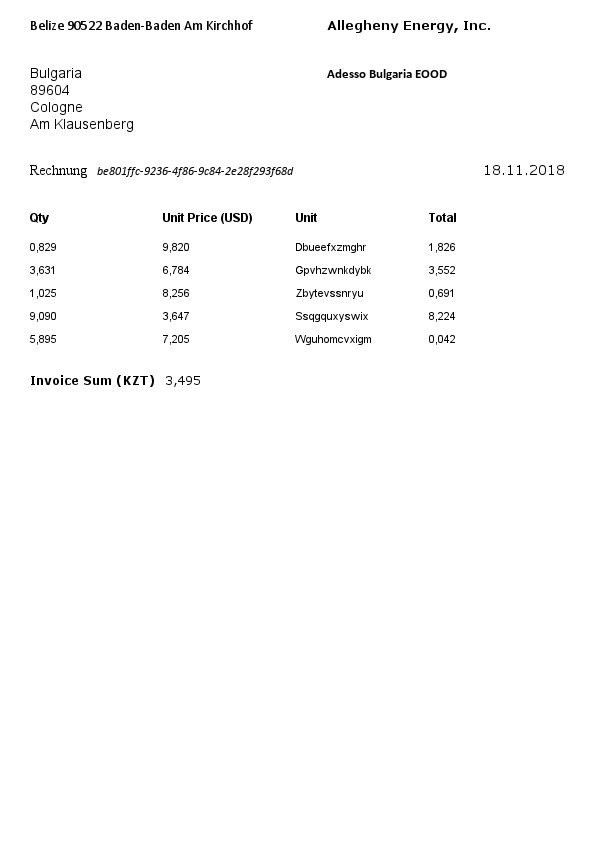 Belize 90522 Baden-Baden Am Kirchhof Allegheny Energy, Inc.
Bulgaria Adesso Bulgaria EOOD
89604
Cologne
Am Klausenberg
Rechnung be801ffc-9236-4f86-9c84-2e28f293f68d 18.11.2018
Qty Unit Price (USD) Unit Total
0,829 9,820 Dbueefxzmghr 1,826
3,631 6,784 Gpvhzwnkdybk 3,552
1,025 8,256 Zbytevssnryu 0,691
9,090 3,647 Ssqgquxyswix 8,224
5,895 7,205 Wguhomcvxigm 0,042
Invoice Sum (KZT) 3,495